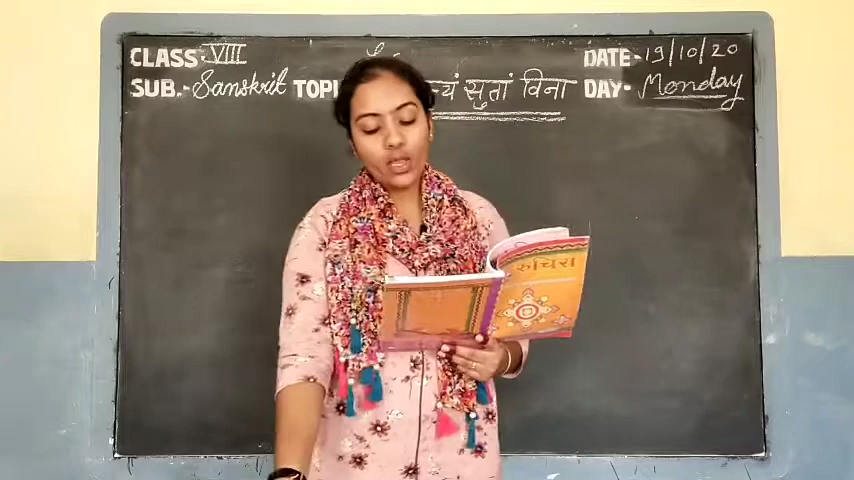 CLASS:- VIII DATE:- 19/10/20
SUB.:- Sanskrit TOPI सुतां विना DAY:- Monday
रुचिरा